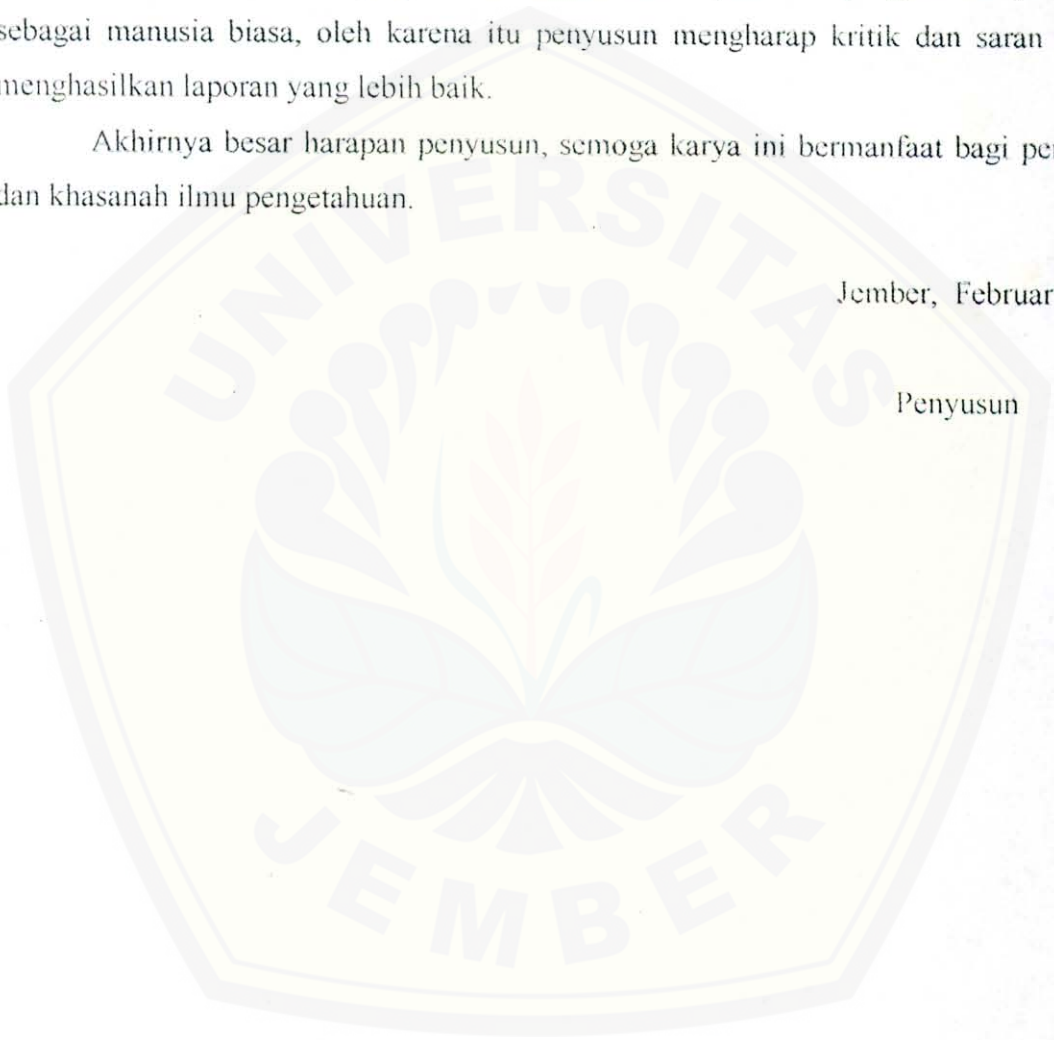 sebagai manusia biasa, oleh karena itu penyusun mengharap kritik dan saran
menghasilkan laporan yang lebih baik.
Akhirnya besar harapan penyusun, semoga karya ini bermanfaat bagi
dan khasanah ilmu pengetahuan.
Jember, Februar
Penyusun
UNIVERSITAS
JEMBER